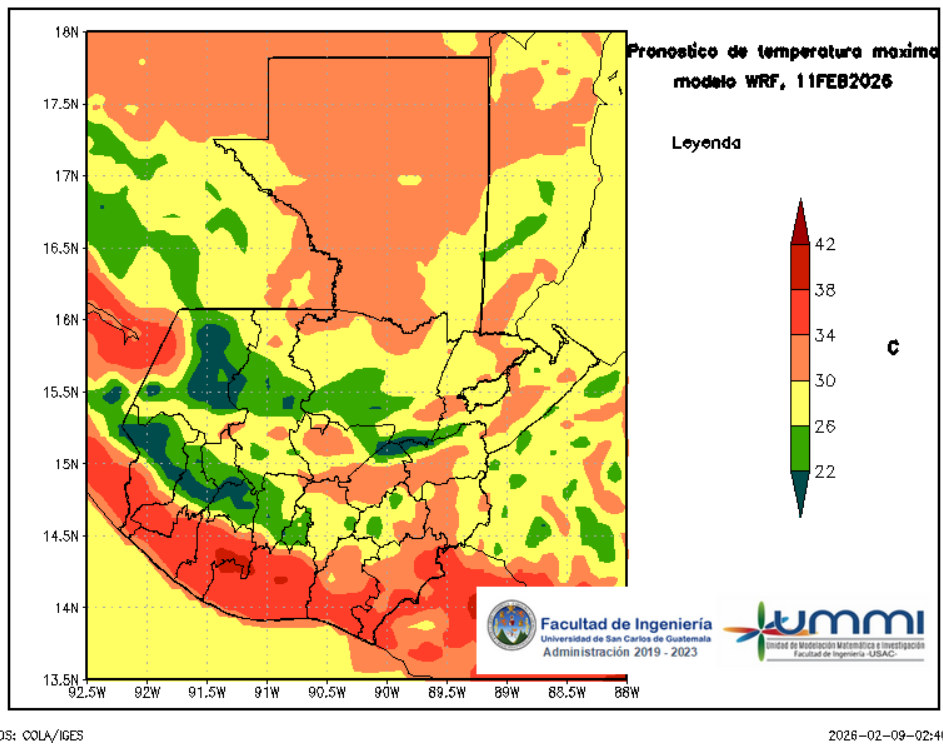 Pronostico de temperatura maxima
modelo WRF, 11FEB2026
Leyenda
18N
17.5N
17N
16.5N
16N
15.5N
15N
14.5N
14N
13.5N
92.5W
92W
91.5W
91W
90.5W
90W
89.5W
89W
88.5W
88W
42
38
34
30
26
22
C
Facultad de Ingeniería
Universidad de San Carlos de Guatemala
Administración 2019 - 2023
UMMI
Unidad de Modelación Matemática e Investigación
Facultad de Ingeniería -USAC-
COLA/IGES
2026-02-09-02:4